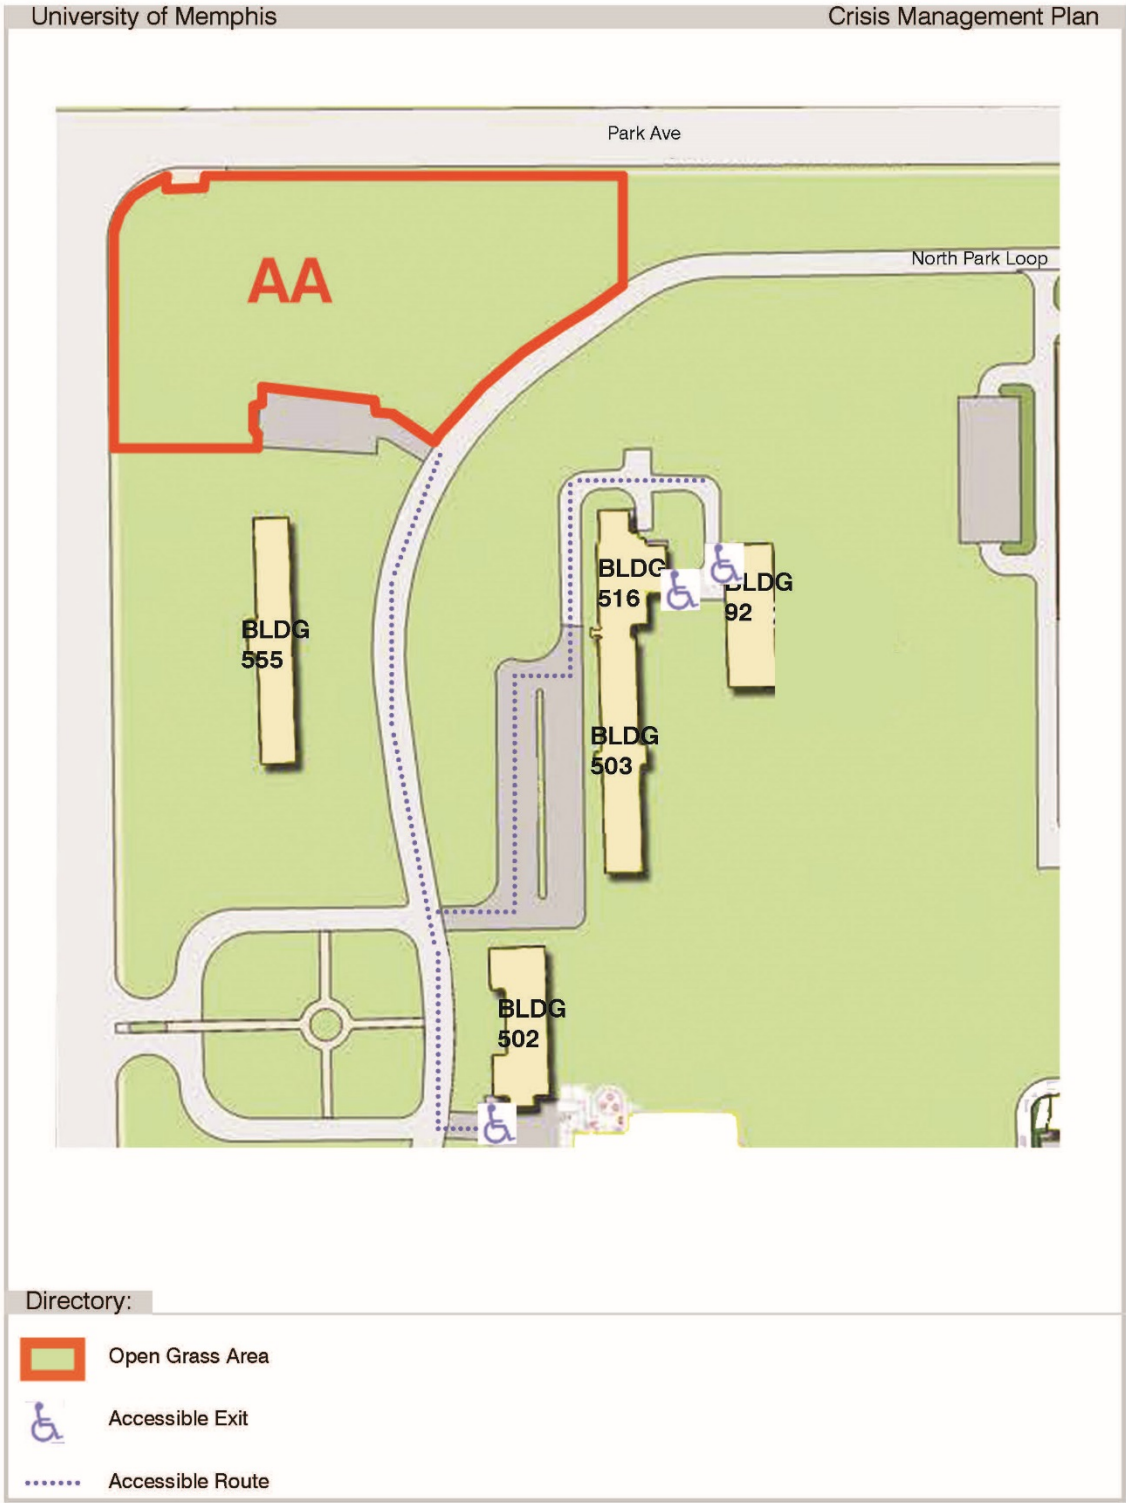 University of Memphis
Crisis Management Plan
Park Ave
North Park Loop
AA
BLDG
516
BLDG
92
BLDG
555
BLDG
503
BLDG
502
Directory:
Open Grass Area
Accessible Exit
Accessible Route